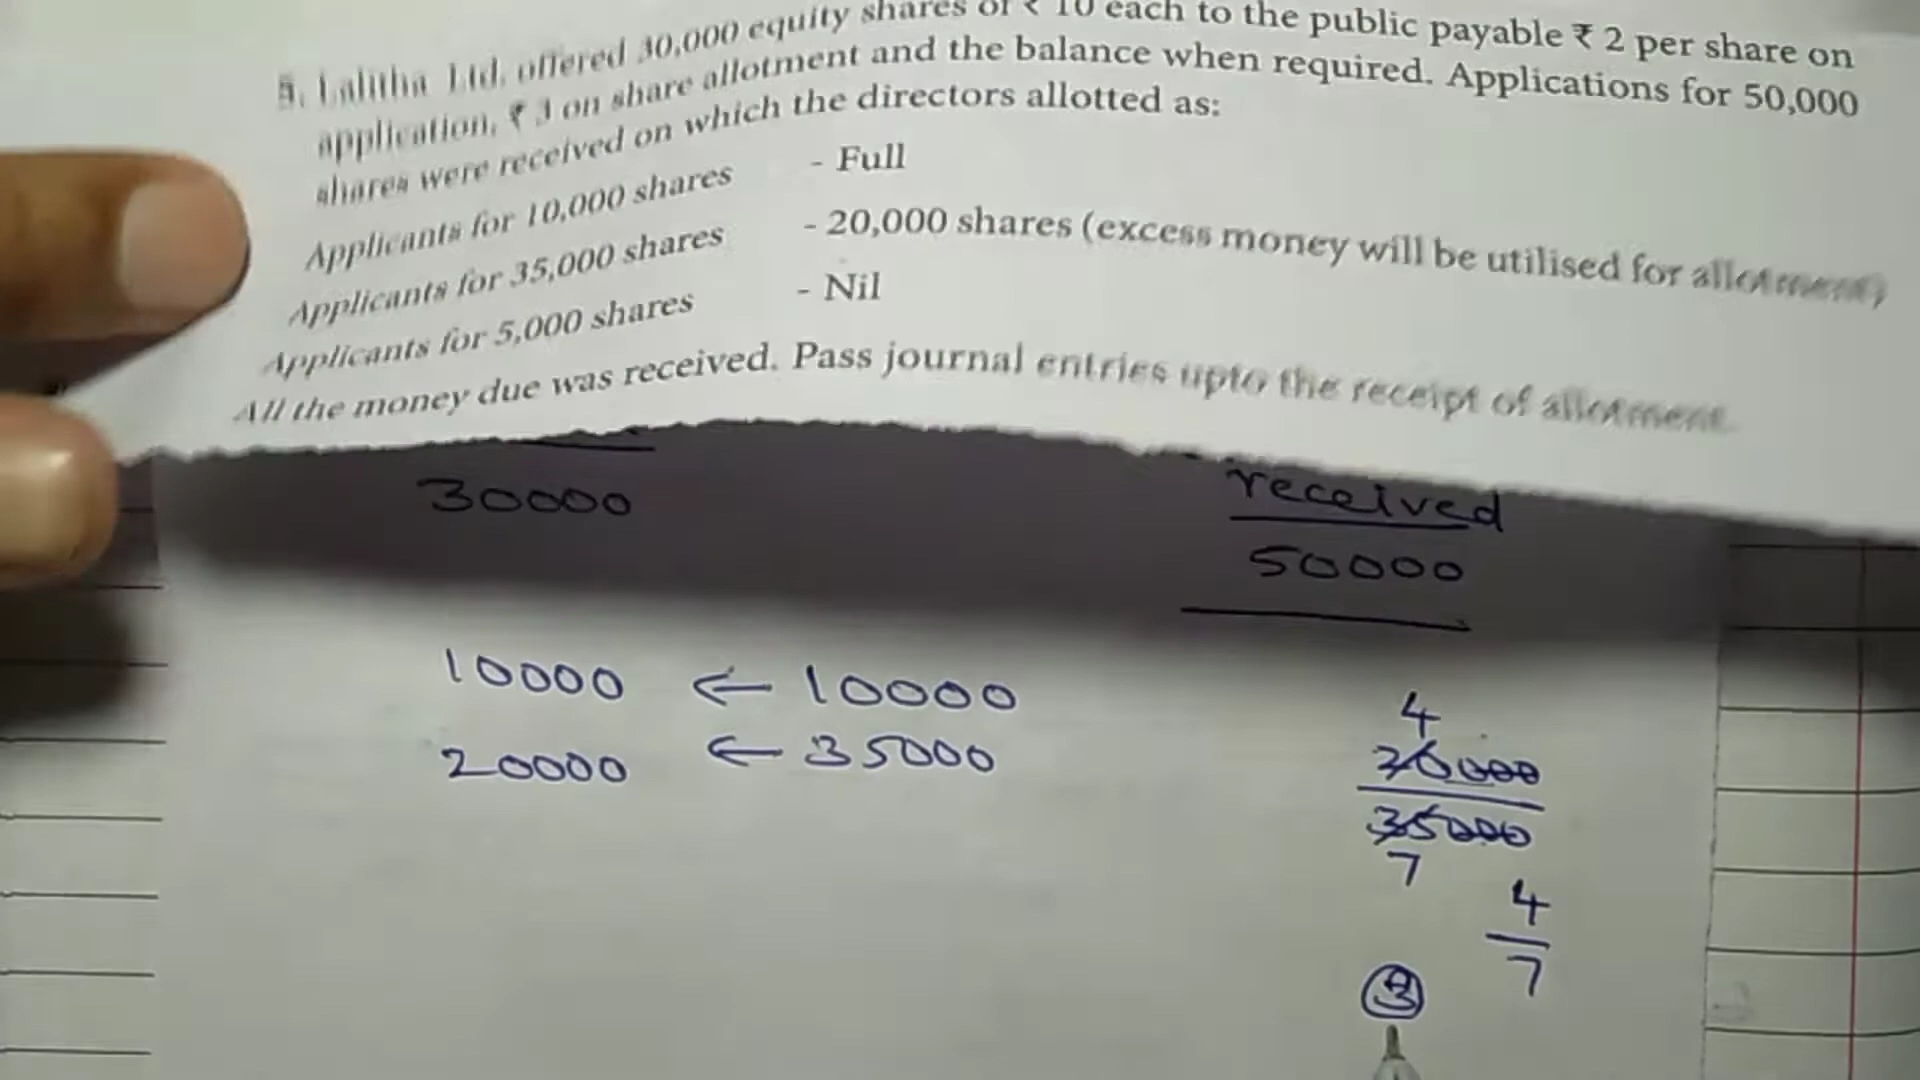 5. Lalitha Ltd. offered 30,000 equity shares of ₹ 10 each to the public payable ₹ 2 per share on
application, ₹ 3 on share allotment and the balance when required. Applications for 50,000
shares were received on which the directors allotted as:
Applicants for 10,000 shares - Full
Applicants for 35,000 shares - 20,000 shares (excess money will be utilised for allotment)
Applicants for 5,000 shares - Nil
All the money due was received. Pass journal entries upto the receipt of allotment.
30000
received
50000
10000 ← 10000
20000 ← 35000
4
20000
35000
7
4
7